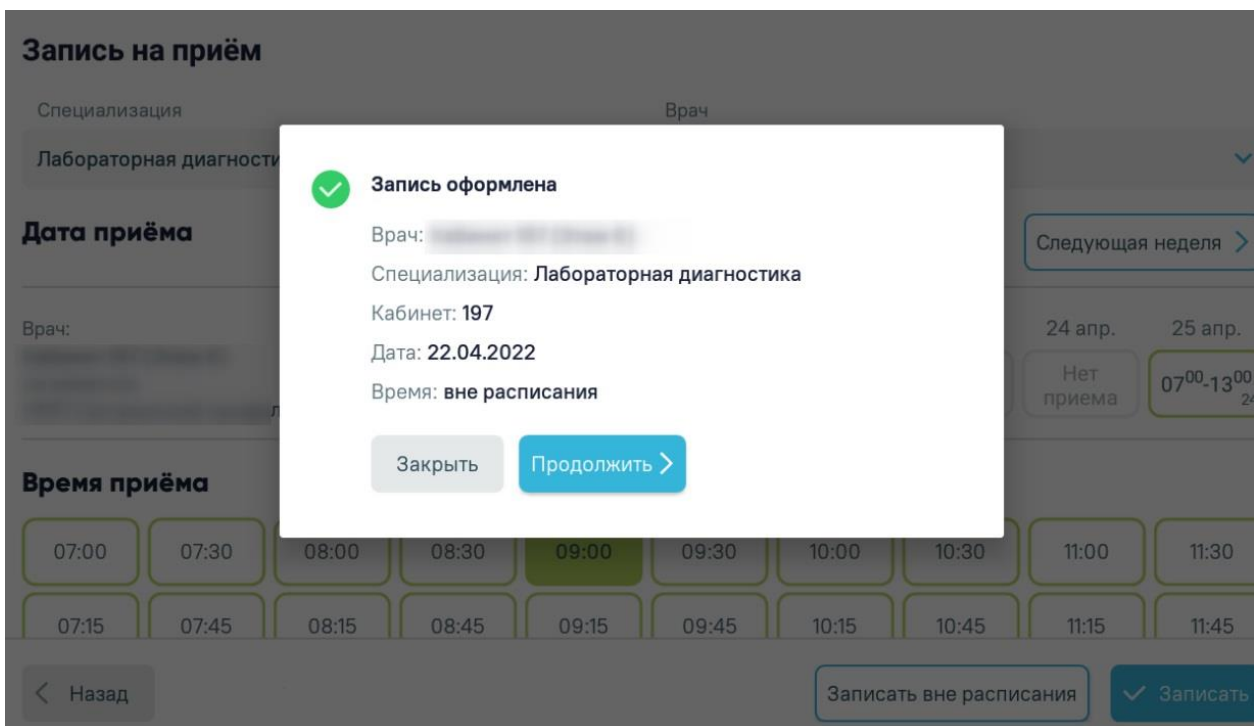 Запись на приём
Специализация Врач
Лабораторная диагности
Запись оформлена
Врач:
Специализация: Лабораторная диагностика
Кабинет: 197
Дата: 22.04.2022
Время: вне расписания
Закрыть Продолжить
Дата приёма Следующая неделя
Врач:
24 апр. 25 апр.
Нет приема 07⁰⁰-13⁰⁰
24
Время приёма
07:00 07:30 08:00 08:30 09:00 09:30 10:00 10:30 11:00 11:30
07:15 07:45 08:15 08:45 09:15 09:45 10:15 10:45 11:15 11:45
Назад Записать вне расписания Записать